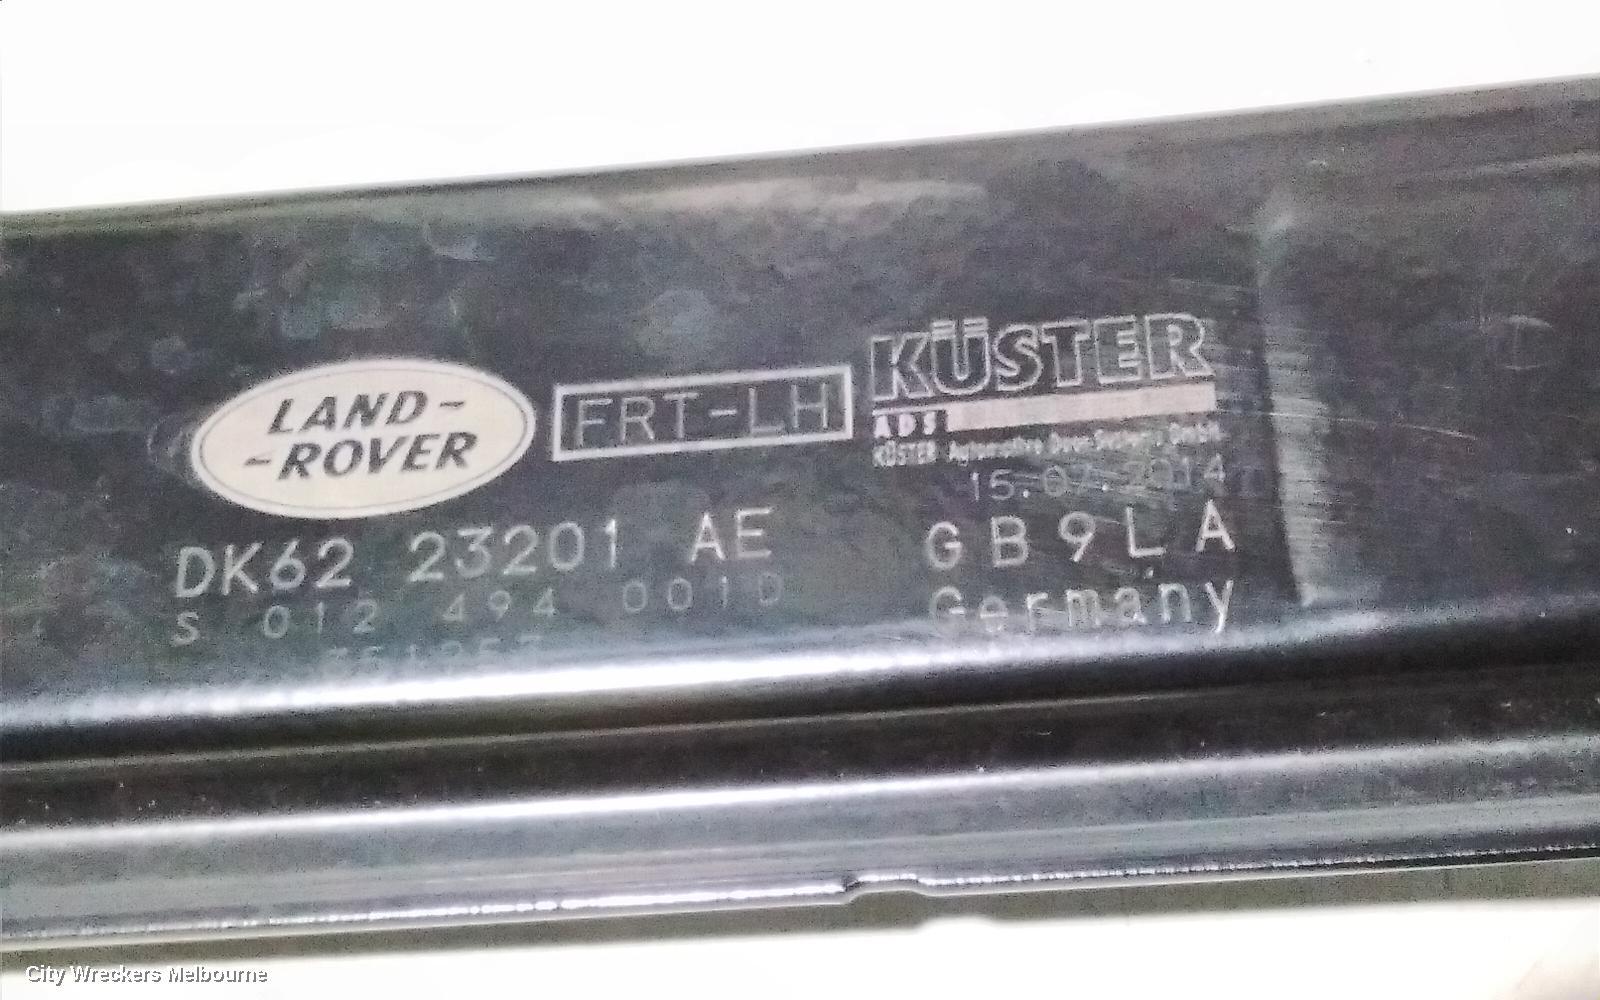 LAND-
-ROVER
FRT-LH
KÜSTER
ADS
KÜSTER
15.07.2014
DK62 23201 AE
GB9LA
S 012 494 001D
Germany
City Wreckers Melbourne